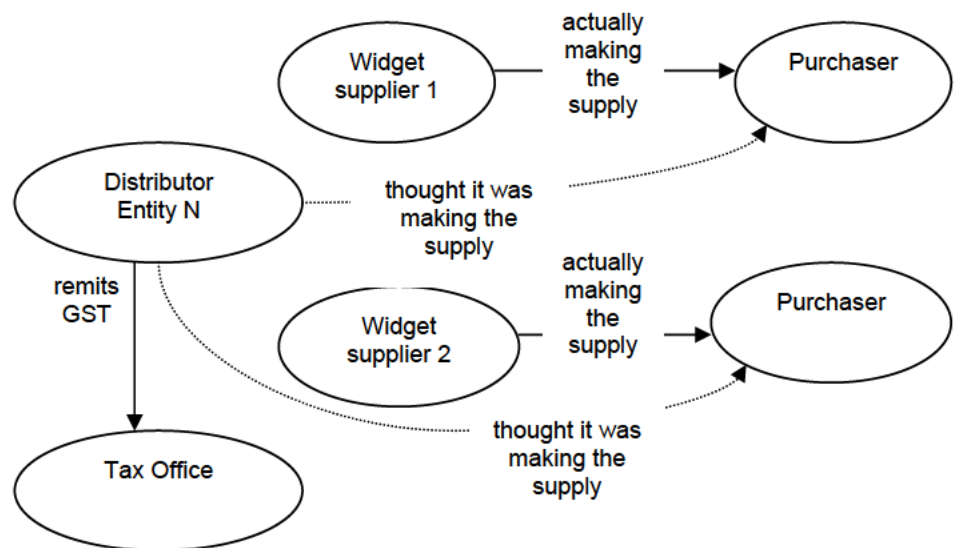 Widget
supplier 1
actually
making
the
supply
Purchaser
Distributor
Entity N
thought it was
making the
supply
remits
GST
Widget
supplier 2
actually
making
the
supply
Purchaser
thought it was
making the
supply
Tax Office